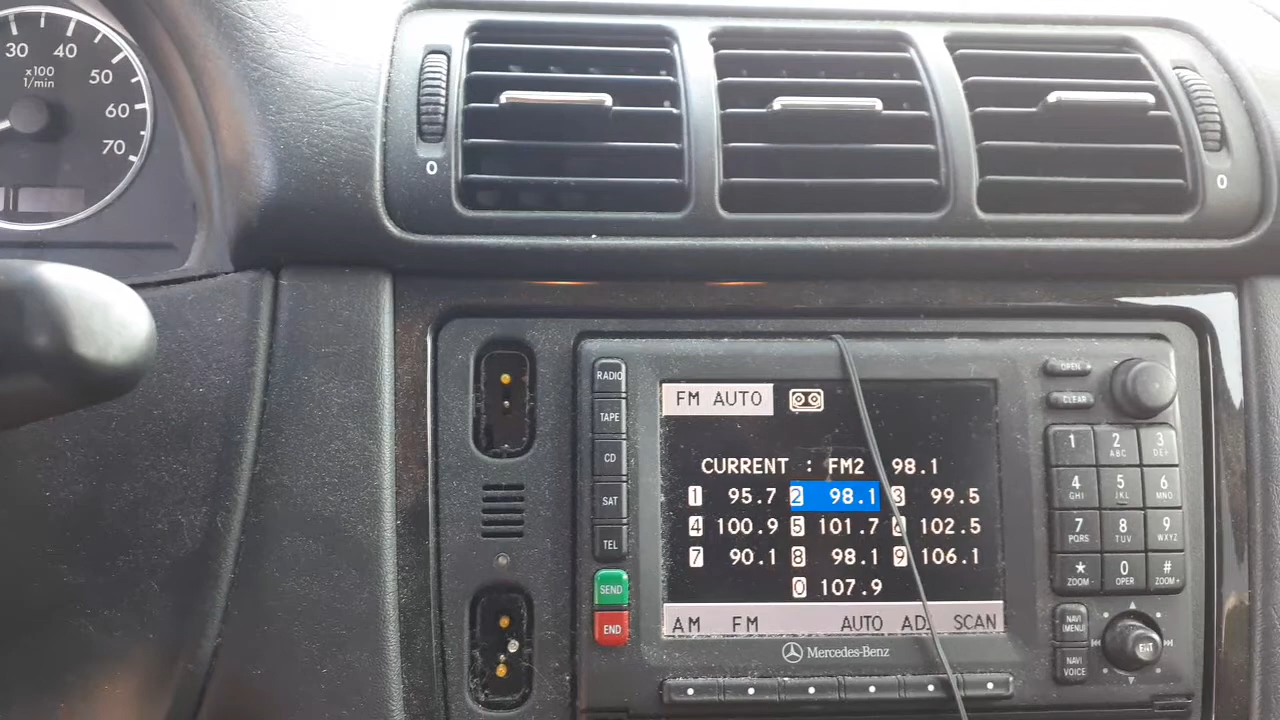 30 40
50
60
70
x100
1/min
0
0
RADIO
TAPE
CD
SAT
TEL
SEND
END
FM AUTO
CURRENT : FM2 98.1
1 95.7 2 98.1 3 99.5
4 100.9 5 101.7 6 102.5
7 90.1 8 98.1 9 106.1
0 107.9
AM FM AUTO ADJ SCAN
Mercedes-Benz
OPEN
CLEAR
1 2 ABC 3 DEF
4 GHI 5 JKL 6 MNO
7 PQRS 8 TUV 9 WXYZ
* ZOOM- 0 OPER # ZOOM+
NAVI
(MENU)
NAVI
VOICE
ENT